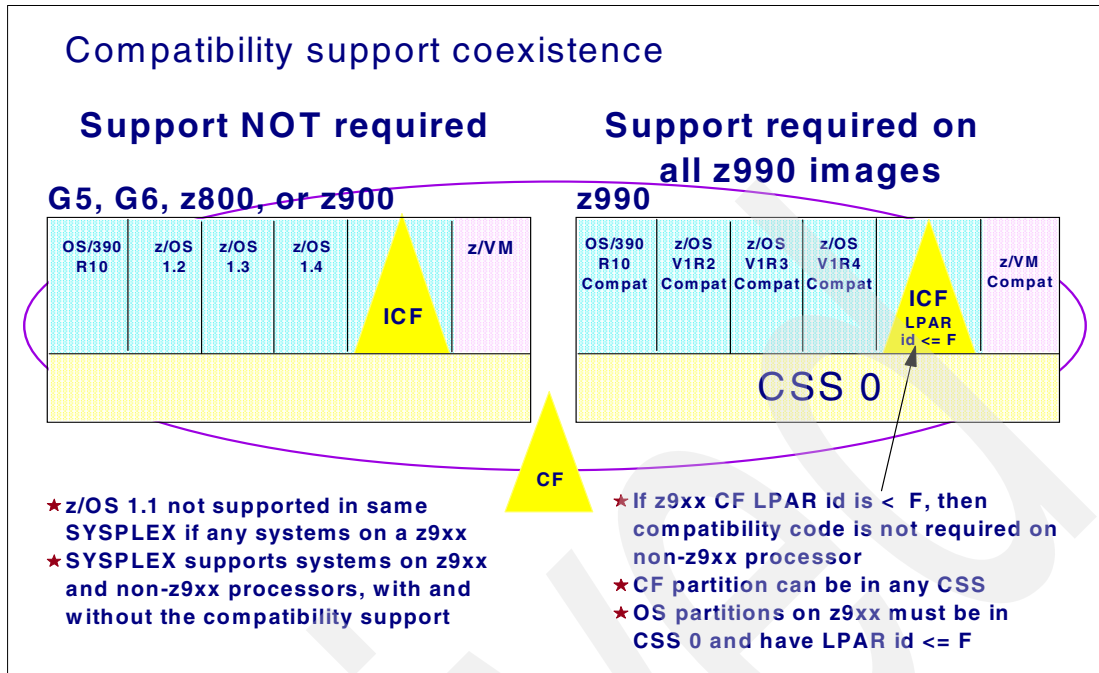 Compatibility support coexistence
Support NOT required
G5, G6, z800, or z900
OS/390
R10
z/OS
1.2
z/OS
1.3
z/OS
1.4
ICF
z/VM
Support required on
all z990 images
z990
OS/390
R10
Compat
z/OS
V1R2
Compat
z/OS
V1R3
Compat
z/OS
V1R4
Compat
ICF
LPAR
id <= F
z/VM
Compat
CSS 0
CF
z/OS 1.1 not supported in same
SYSPLEX if any systems on a z9xx
SYSPLEX supports systems on z9xx
and non-z9xx processors, with and
without the compatibility support
If z9xx CF LPAR id is < F, then
compatibility code is not required on
non-z9xx processor
CF partition can be in any CSS
OS partitions on z9xx must be in
CSS 0 and have LPAR id <= F